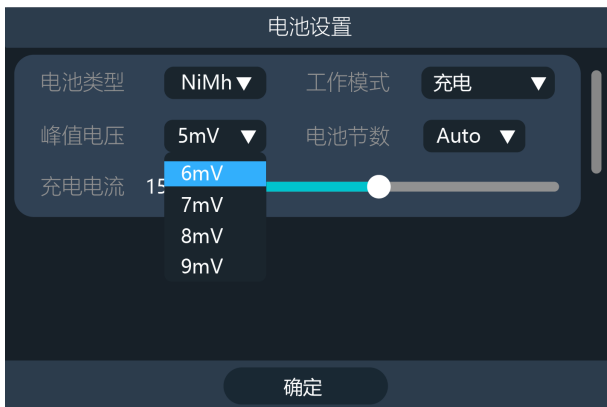 电池设置
电池类型 NiMh 工作模式 充电
峰值电压 5mV 电池节数 Auto
充电电流 15
6mV
7mV
8mV
9mV
确定